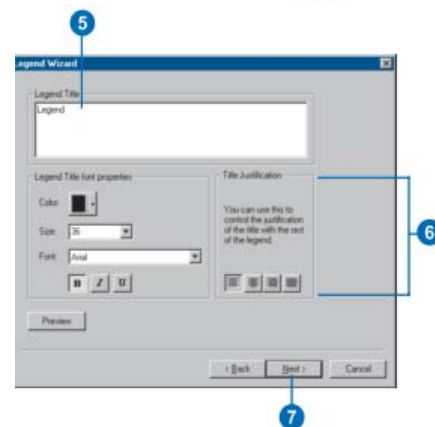 5
Legend Wizard
Legend Title
Legend
Legend Title font properties
Color:
Size: 36
Font: Arial
B I U
Title Justification
You can use this to
control the justification
of the title with the rest
of the legend.
6
Preview
< Back Next > Cancel
7